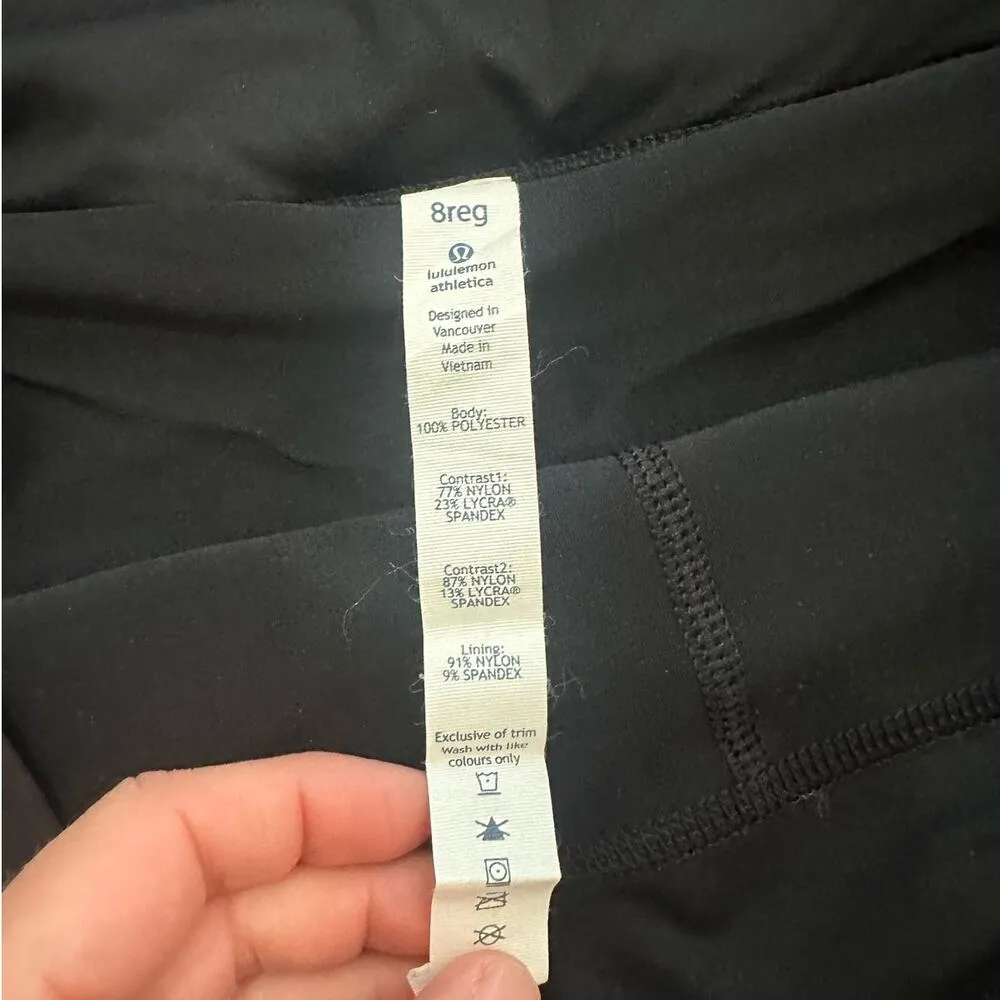 8reg
lululemon
athletica
Designed in
Vancouver
Made in
Vietnam
Body:
100% POLYESTER
Contrast1:
77% NYLON
23% LYCRA®
SPANDEX
Contrast2:
87% NYLON
13% LYCRA®
SPANDEX
Lining:
91% NYLON
9% SPANDEX
Exclusive of trim
Wash with like
colours only